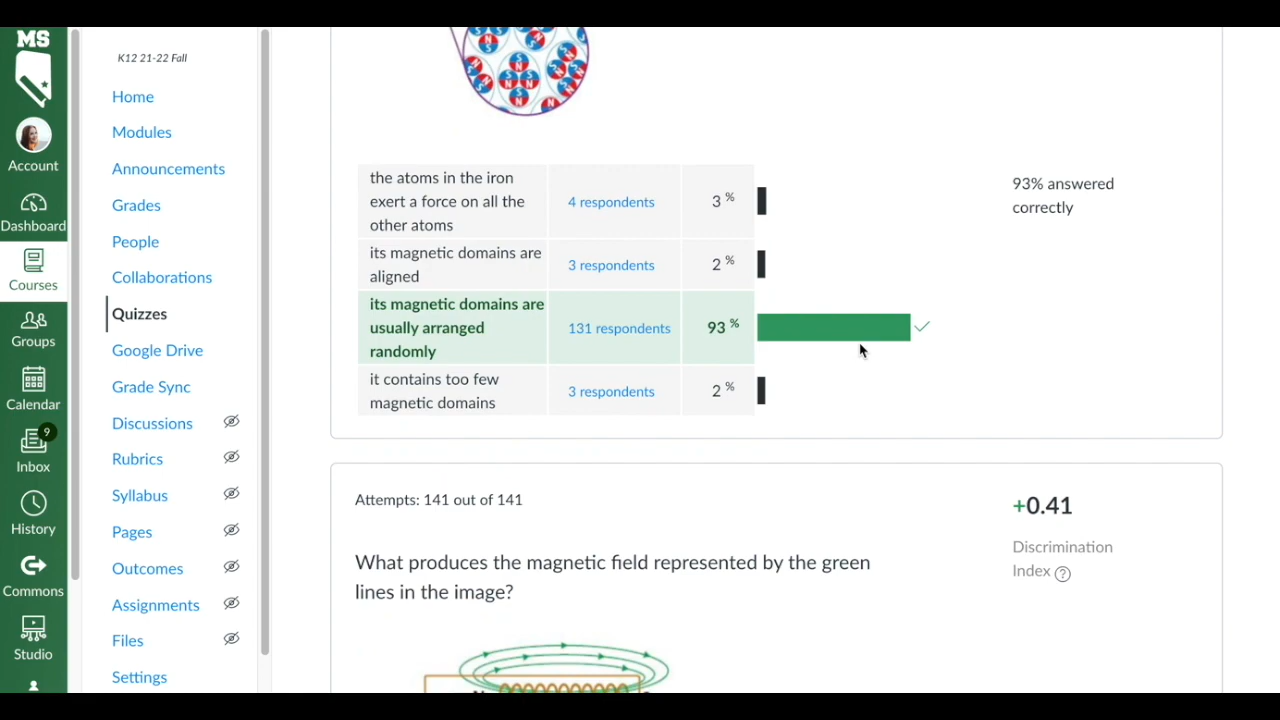 MS
Account
Dashboard
Courses
Groups
Calendar
9
Inbox
History
Commons
Studio
K12 21-22 Fall
Home
Modules
Announcements
Grades
People
Collaborations
Quizzes
Google Drive
Grade Sync
Discussions
Rubrics
Syllabus
Pages
Outcomes
Assignments
Files
Settings
the atoms in the iron
exert a force on all the
other atoms
4 respondents
3 %
its magnetic domains are
aligned
3 respondents
2 %
its magnetic domains are
usually arranged
randomly
131 respondents
93 %
it contains too few
magnetic domains
3 respondents
2 %
93% answered
correctly
Attempts: 141 out of 141
+0.41
Discrimination
Index ?
What produces the magnetic field represented by the green
lines in the image?